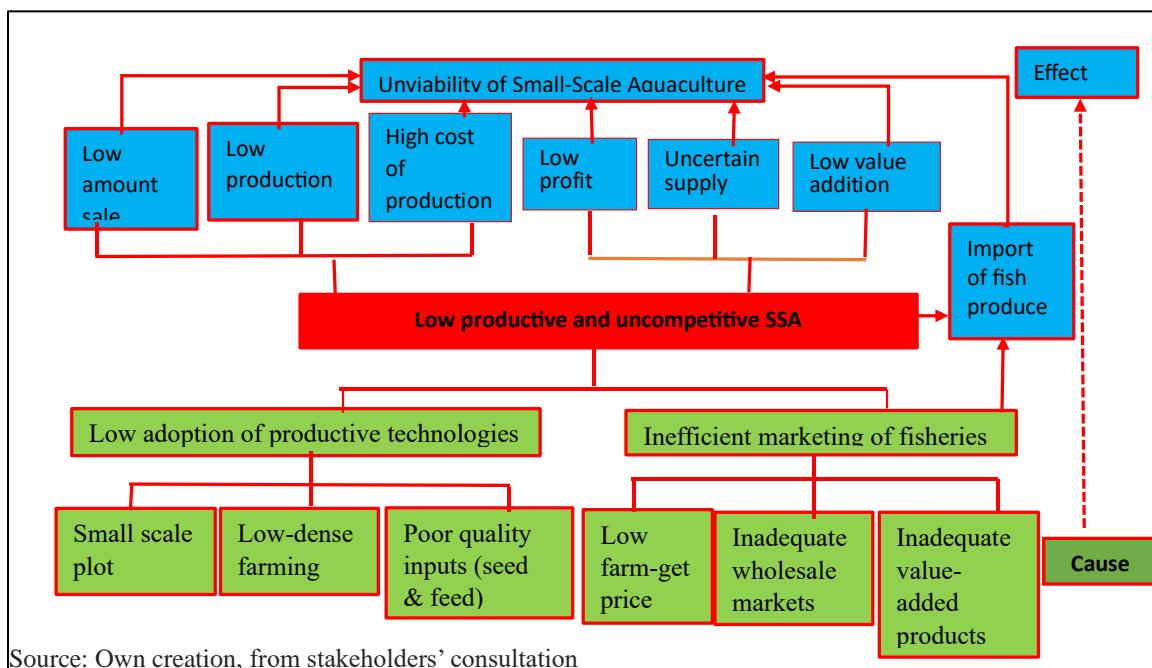 Unviability of Small-Scale Aquaculture
Effect
Low
amount
sale
Low
production
High cost
of
production
Low
profit
Uncertain
supply
Low value
addition
Import
of fish
produce
Low productive and uncompetitive SSA
Low adoption of productive technologies
Inefficient marketing of fisheries
Small scale
plot
Low-dense
farming
Poor quality
inputs (seed
& feed)
Low
farm-get
price
Inadequate
wholesale
markets
Inadequate
value-
added
products
Cause
Source: Own creation, from stakeholders’ consultation